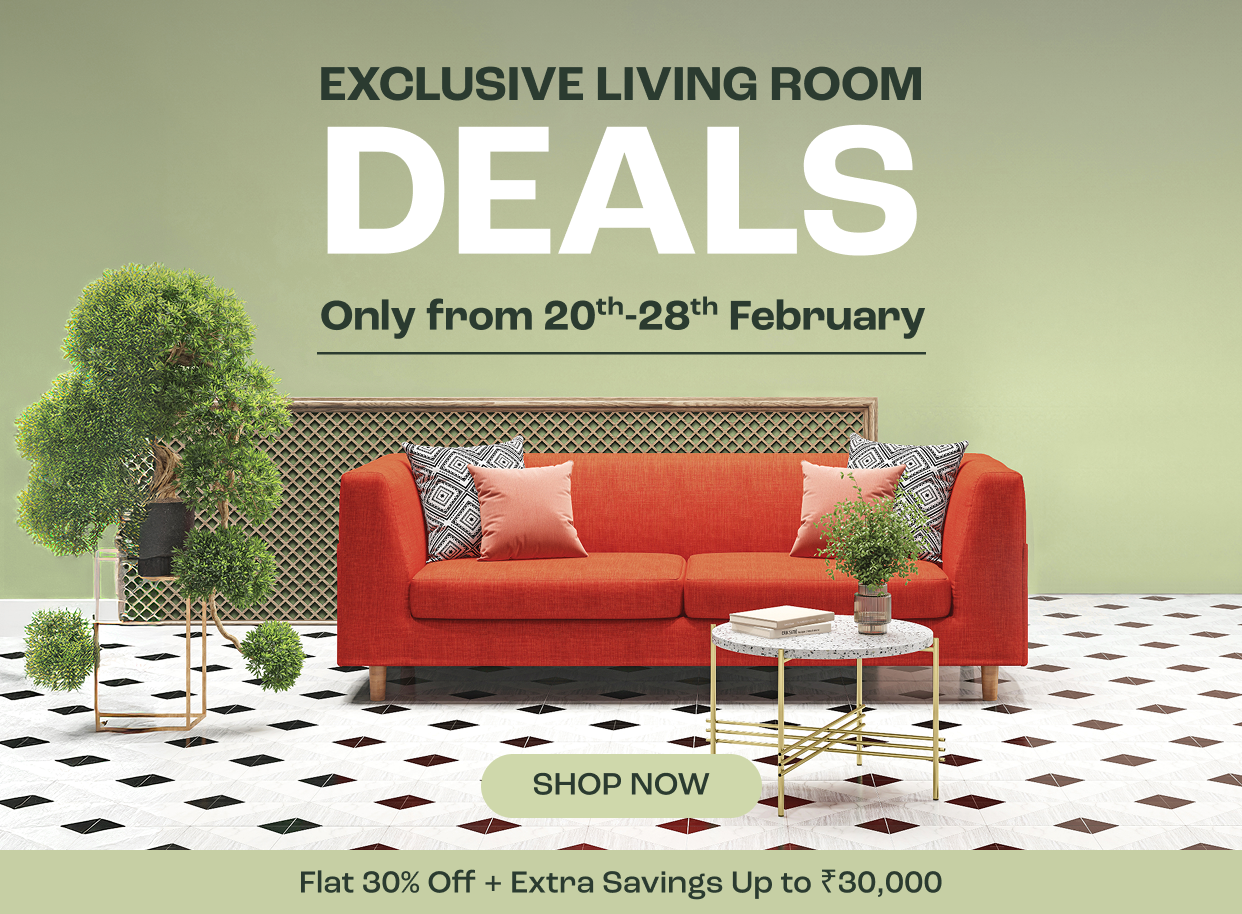 EXCLUSIVE LIVING ROOM
DEALS
Only from 20th-28th February
SHOP NOW
Flat 30% Off + Extra Savings Up to ₹30,000